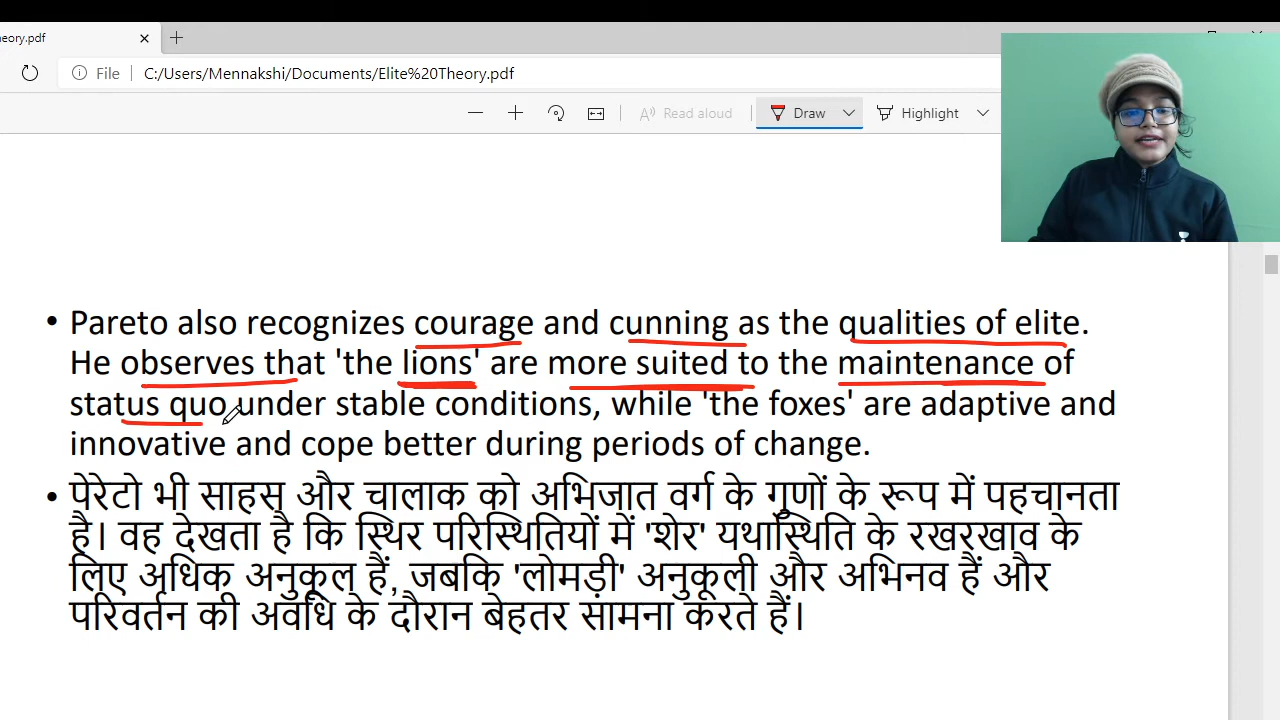 eory.pdf
File C:/Users/Mennakshi/Documents/Elite%20Theory.pdf
Read aloud Draw Highlight
• Pareto also recognizes courage and cunning as the qualities of elite.
He observes that 'the lions' are more suited to the maintenance of
status quo under stable conditions, while 'the foxes' are adaptive and
innovative and cope better during periods of change.
• पेरेटो भी साहस और चालाक को अभिजात वर्ग के गुणों के रूप में पहचानता
है। वह देखता है कि स्थिर परिस्थितियों में 'शेर' यथास्थिति के रखरखाव के
लिए अधिक अनुकूल हैं, जबकि 'लोमड़ी' अनुकूली और अभिनव हैं और
परिवर्तन की अवधि के दौरान बेहतर सामना करते हैं।